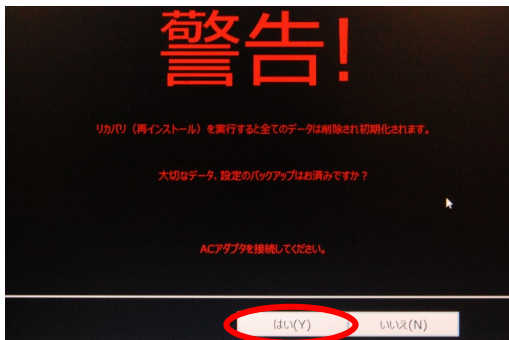 警告!
リカバリ（再インストール）を実行すると全てのデータは削除され初期化されます。
大切なデータ、設定のバックアップはお済みですか？
ACアダプタを接続してください。
はい(Y)
いいえ(N)